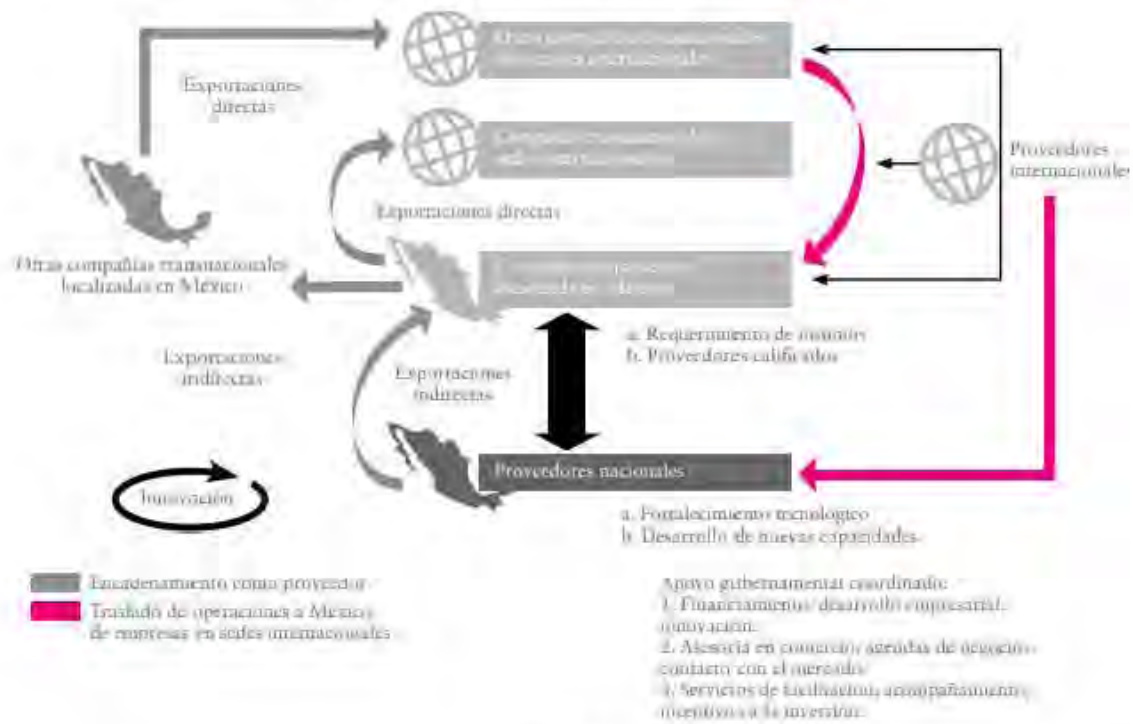 Exportaciones
directas
Proveedores
internacionales
Exportaciones directas
Otras compañías transnacionales
localizadas en México
a. Requerimiento de insumos
b. Proveedores calificados
Exportaciones
indirectas
Exportaciones
indirectas
Proveedores nacionales
Innovación
a. Fortalecimiento tecnológico
b. Desarrollo de nuevas capacidades
Encadenamiento como proveedor
Traslado de operaciones a México
de empresas en sedes internacionales
Apoyo gubernamental coordinado:
1. Financiamiento, desarrollo empresarial,
innovación.
2. Asesoría en comercio, agendas de negocios,
contacto con el mercado.
3. Servicios de facilitación, acompañamiento,
incentivos a la inversión.